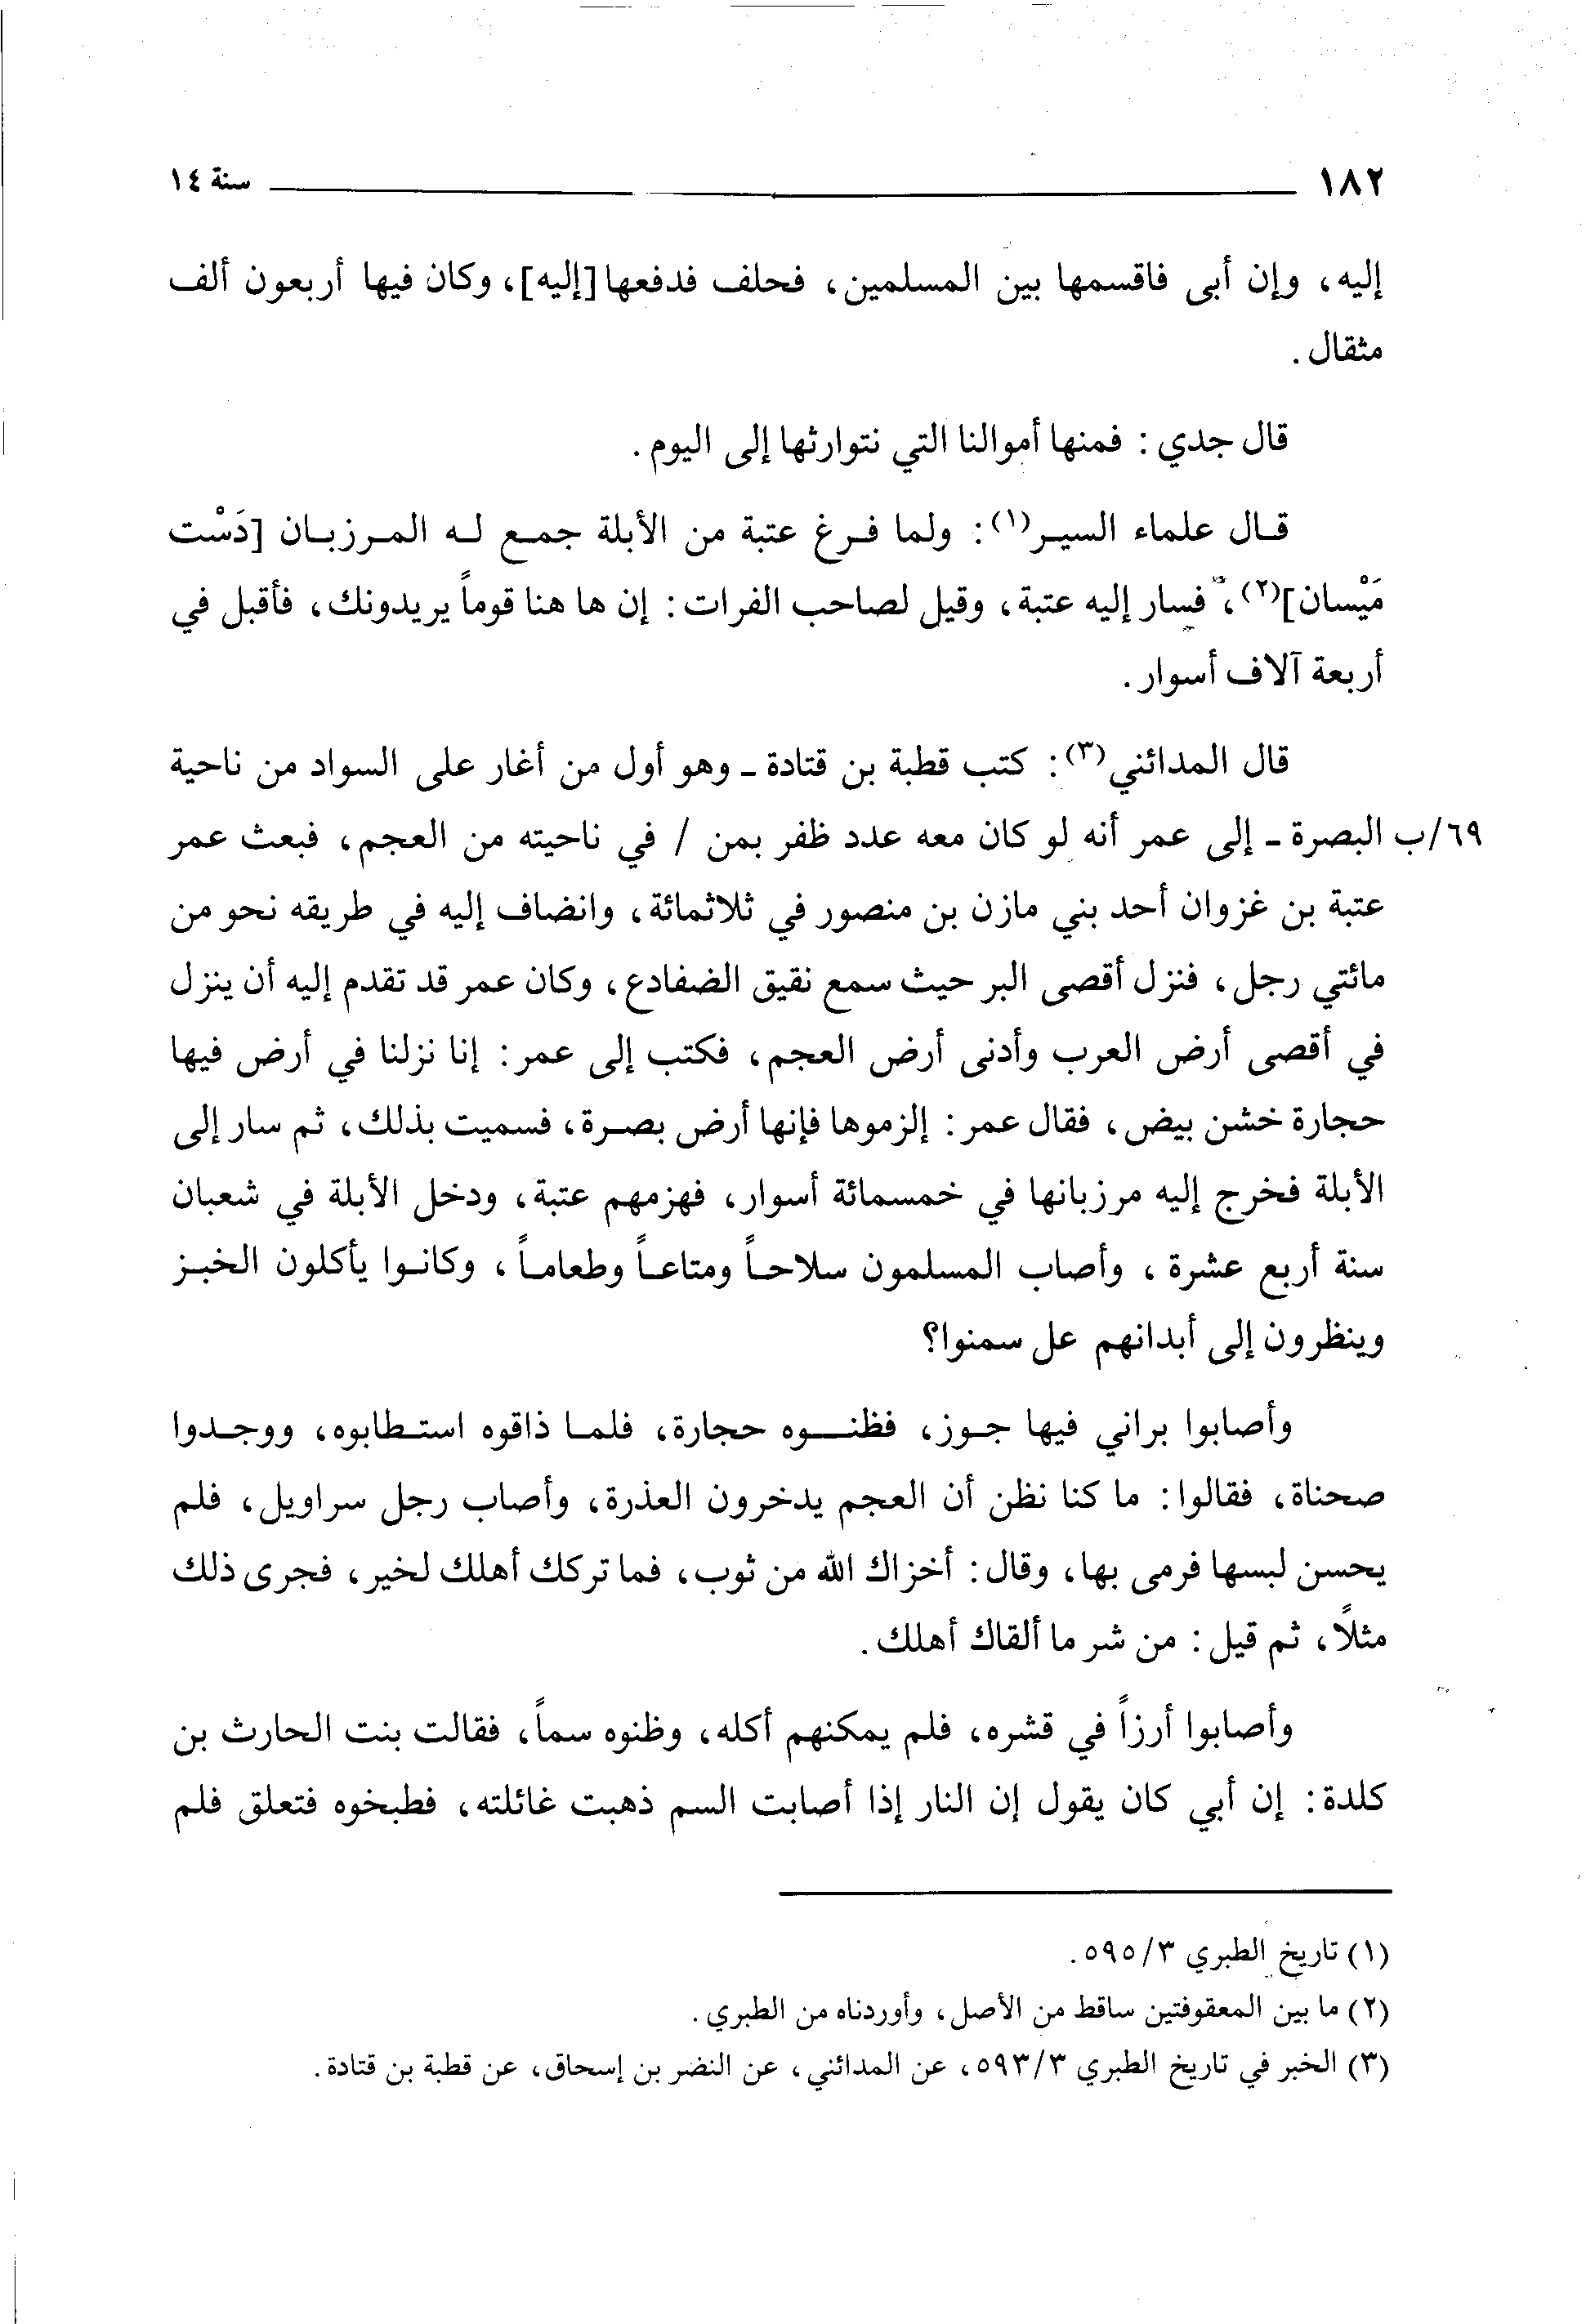 ١٨٢ سنة ١٤
إليه، وإن أبى فاقسمها بين المسلمين، فحلف فدفعها [إليه]، وكان فيها أربعون ألف
مثقال.
قال جدي: فمنها أموالنا التي نتوارثها إلى اليوم.
قال علماء السير(١): ولما فرغ عتبة من الأبلة جمع له المرزبان [دَسْت
مَيْسان](٢)، فسار إليه عتبة، وقيل لصاحب الفرات: إن ها هنا قوماً يريدونك، فأقبل في
أربعة آلاف أسوار.
قال المدائني(٣): كتب قطبة بن قتادة ـ وهو أول من أغار على السواد من ناحية
٦٩/ب البصرة ـ إلى عمر أنه لو كان معه عدد ظفر بمن / في ناحيته من العجم، فبعث عمر
عتبة بن غزوان أحد بني مازن بن منصور في ثلاثمائة، وانضاف إليه في طريقه نحو من
مائتي رجل، فنزل أقصى البر حيث سمع نقيق الضفادع، وكان عمر قد تقدم إليه أن ينزل
في أقصى أرض العرب وأدنى أرض العجم، فكتب إلى عمر: إنا نزلنا في أرض فيها
حجارة خشن بيض، فقال عمر: إلزموها فإنها أرض بصرة، فسميت بذلك، ثم سار إلى
الأبلة فخرج إليه مرزبانها في خمسمائة أسوار، فهزمهم عتبة، ودخل الأبلة في شعبان
سنة أربع عشرة، وأصاب المسلمون سلاحاً ومتاعاً وطعاماً، وكانوا يأكلون الخبز
وينظرون إلى أبدانهم عل سمنوا؟
وأصابوا براني فيها جوز، فظنوه حجارة، فلما ذاقوه استطابوه، ووجدوا
صحناة، فقالوا: ما كنا نظن أن العجم يدخرون العذرة، وأصاب رجل سراويل، فلم
يحسن لبسها فرمى بها، وقال: أخزاك الله من ثوب، فما تركك أهلك لخير، فجرى ذلك
مثلاً، ثم قيل: من شر ما ألقاك أهلك.
وأصابوا أرزاً في قشره، فلم يمكنهم أكله، وظنوه سماً، فقالت بنت الحارث بن
كلدة: إن أبي كان يقول إن النار إذا أصابت السم ذهبت غائلته، فطبخوه فتعلق فلم
(١) تاريخ الطبري ٥٩٥/٣.
(٢) ما بين المعقوفتين ساقط من الأصل، وأوردناه من الطبري.
(٣) الخبر في تاريخ الطبري ٥٩٣/٣، عن المدائني، عن النضر بن إسحاق، عن قطبة بن قتادة.